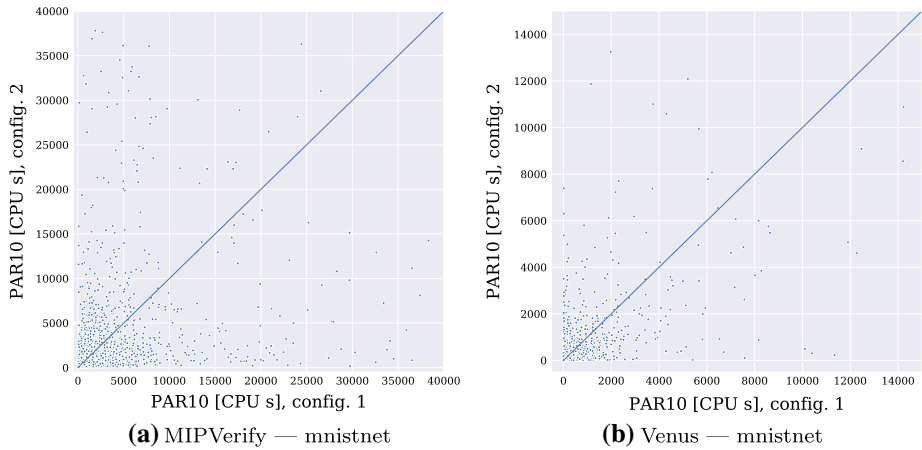 40000
35000
30000
25000
20000
15000
10000
5000
0
0 5000 10000 15000 20000 25000 30000 35000 40000
PAR10 [CPU s], config. 2
PAR10 [CPU s], config. 1
(a) MIPVerify — mnistnet
14000
12000
10000
8000
6000
4000
2000
0
0 2000 4000 6000 8000 10000 12000 14000
PAR10 [CPU s], config. 2
PAR10 [CPU s], config. 1
(b) Venus — mnistnet